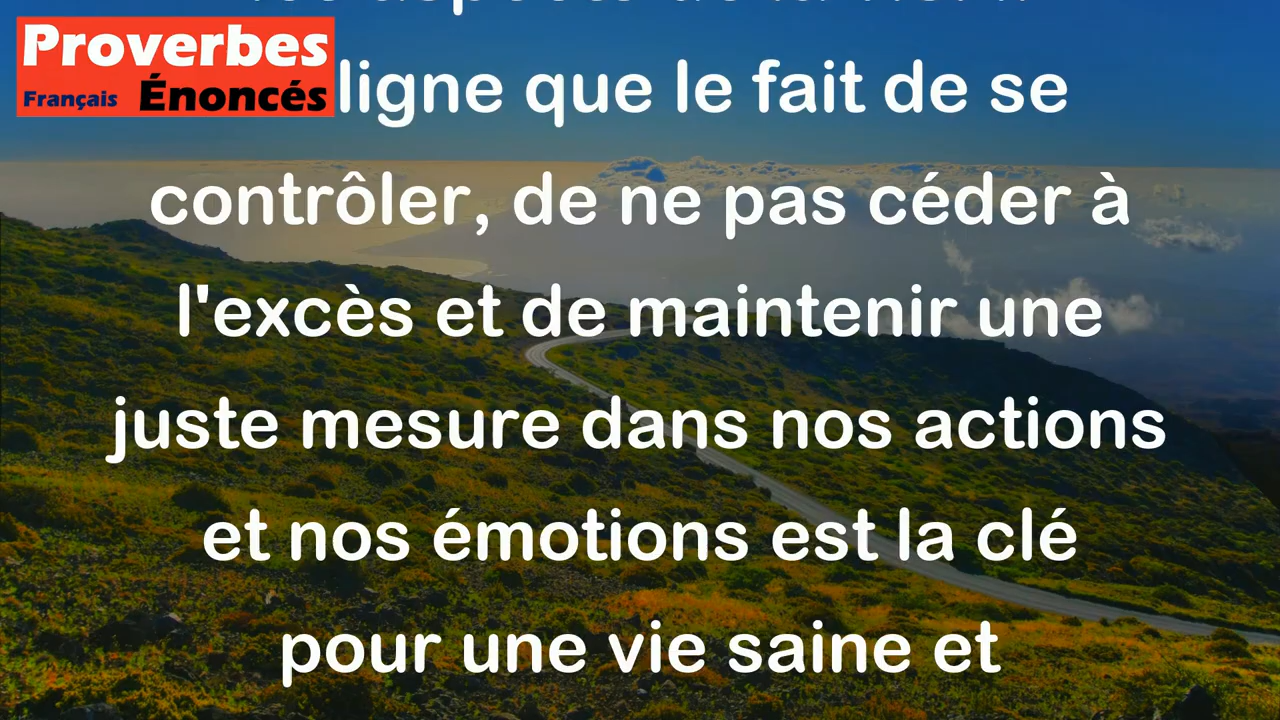 Proverbes
Français Énoncés
ligne que le fait de se
contrôler, de ne pas céder à
l'excès et de maintenir une
juste mesure dans nos actions
et nos émotions est la clé
pour une vie saine et